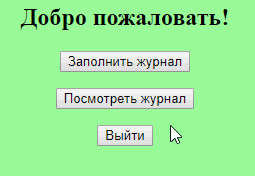 Добро пожаловать!
Заполнить журнал
Посмотреть журнал
Выйти